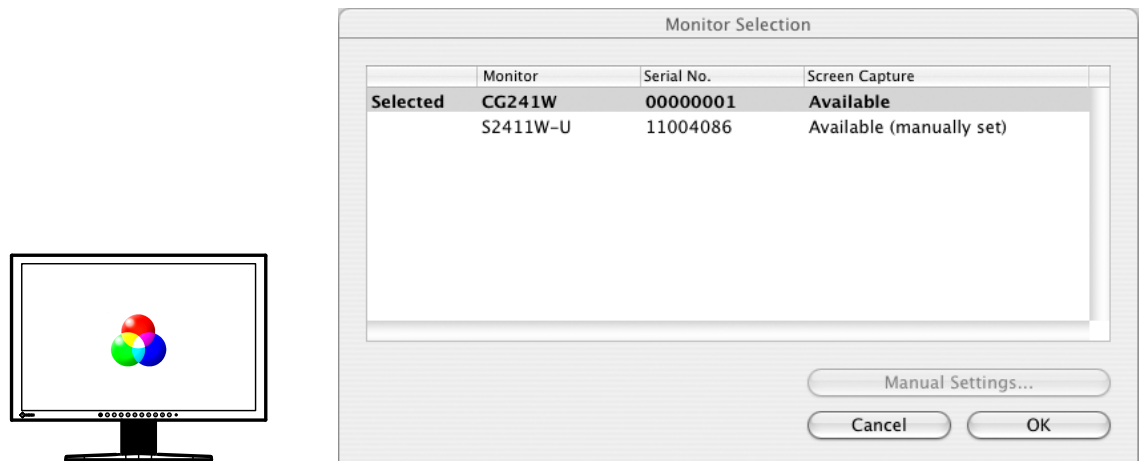 Monitor Selection
Monitor Serial No. Screen Capture
Selected CG241W 00000001 Available
S2411W-U 11004086 Available (manually set)
Manual Settings...
Cancel OK